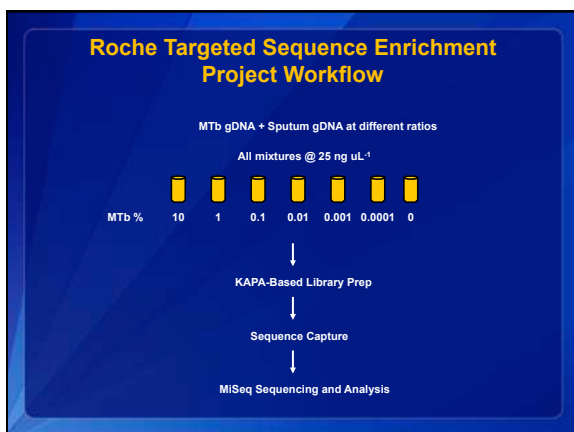 Roche Targeted Sequence Enrichment
Project Workflow
MTb gDNA + Sputum gDNA at different ratios
All mixtures @ 25 ng uL⁻¹
MTb % 10 1 0.1 0.01 0.001 0.0001 0
KAPA-Based Library Prep
Sequence Capture
MiSeq Sequencing and Analysis